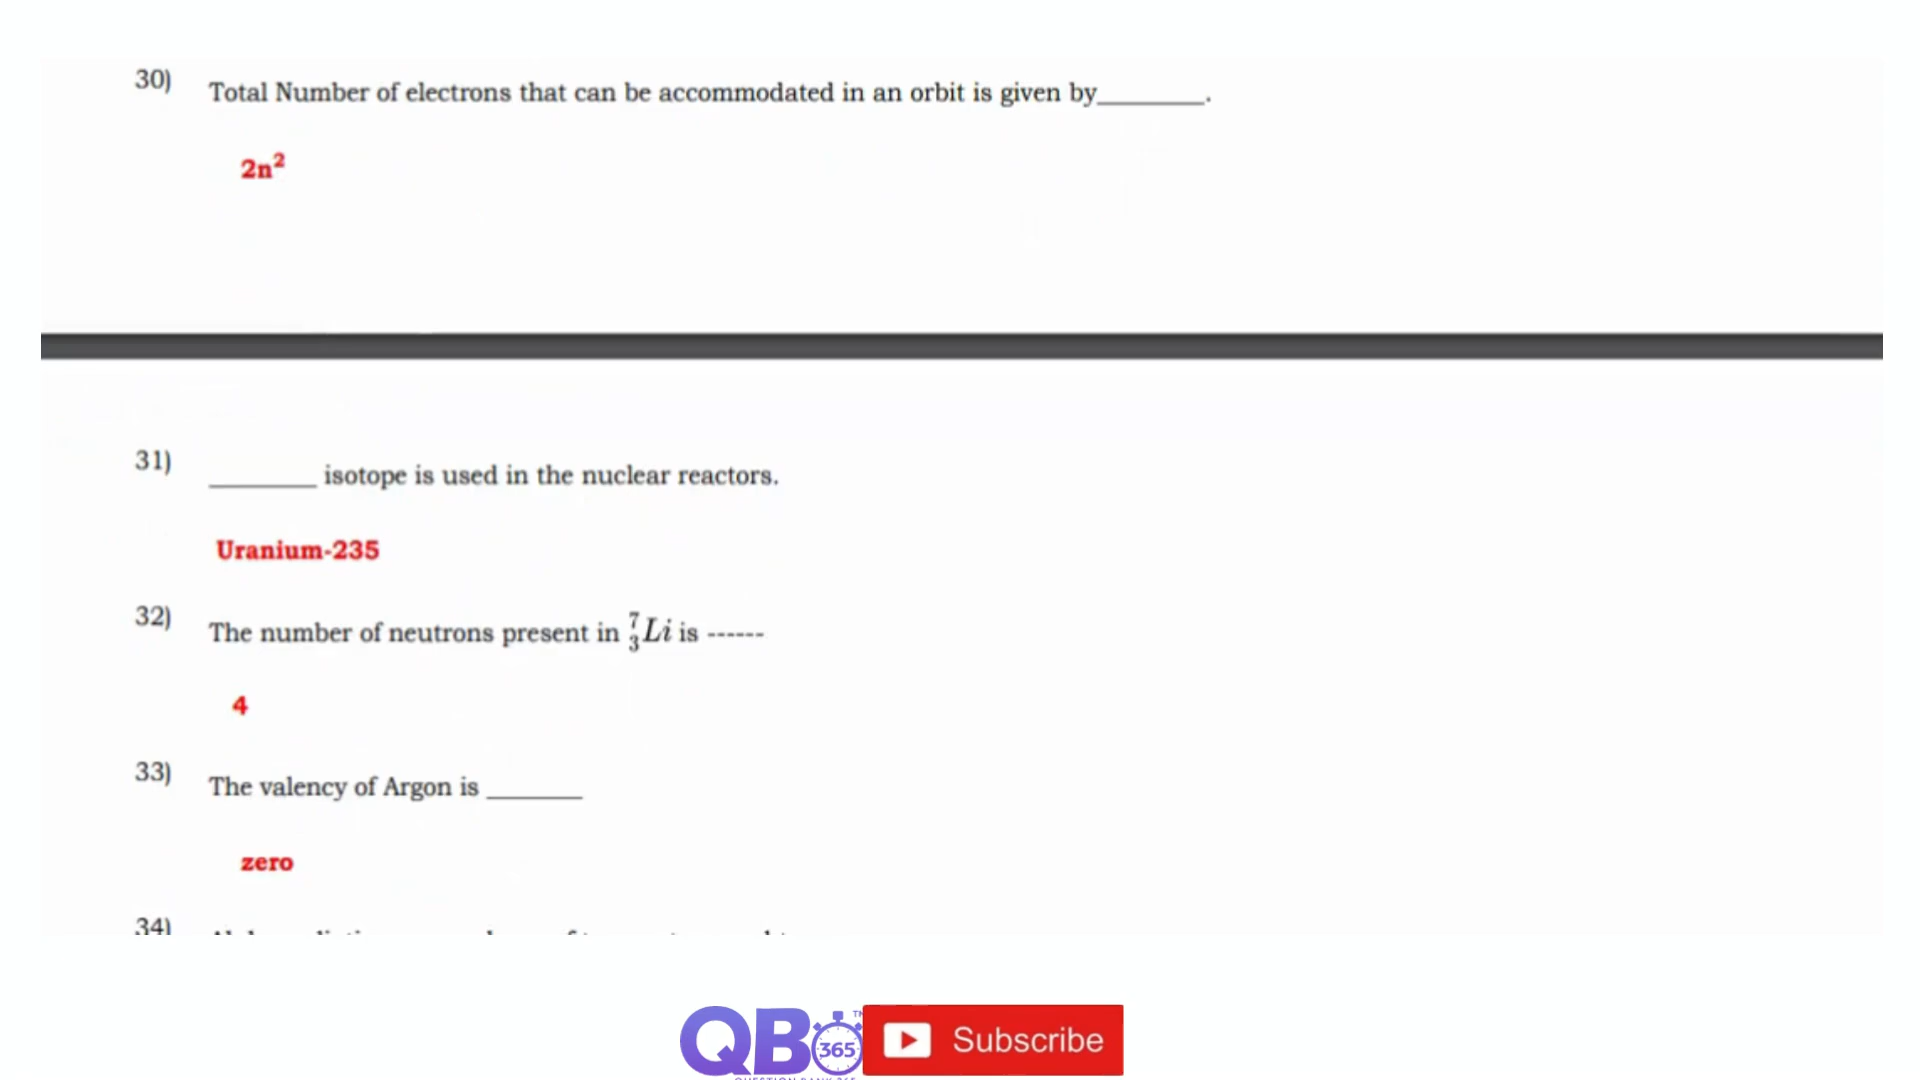 30) Total Number of electrons that can be accommodated in an orbit is given by________.
2n²
31) ________ isotope is used in the nuclear reactors.
Uranium-235
32) The number of neutrons present in ⁷₃Li is ------
4
33) The valency of Argon is _______
zero
34)
QB 365 Subscribe